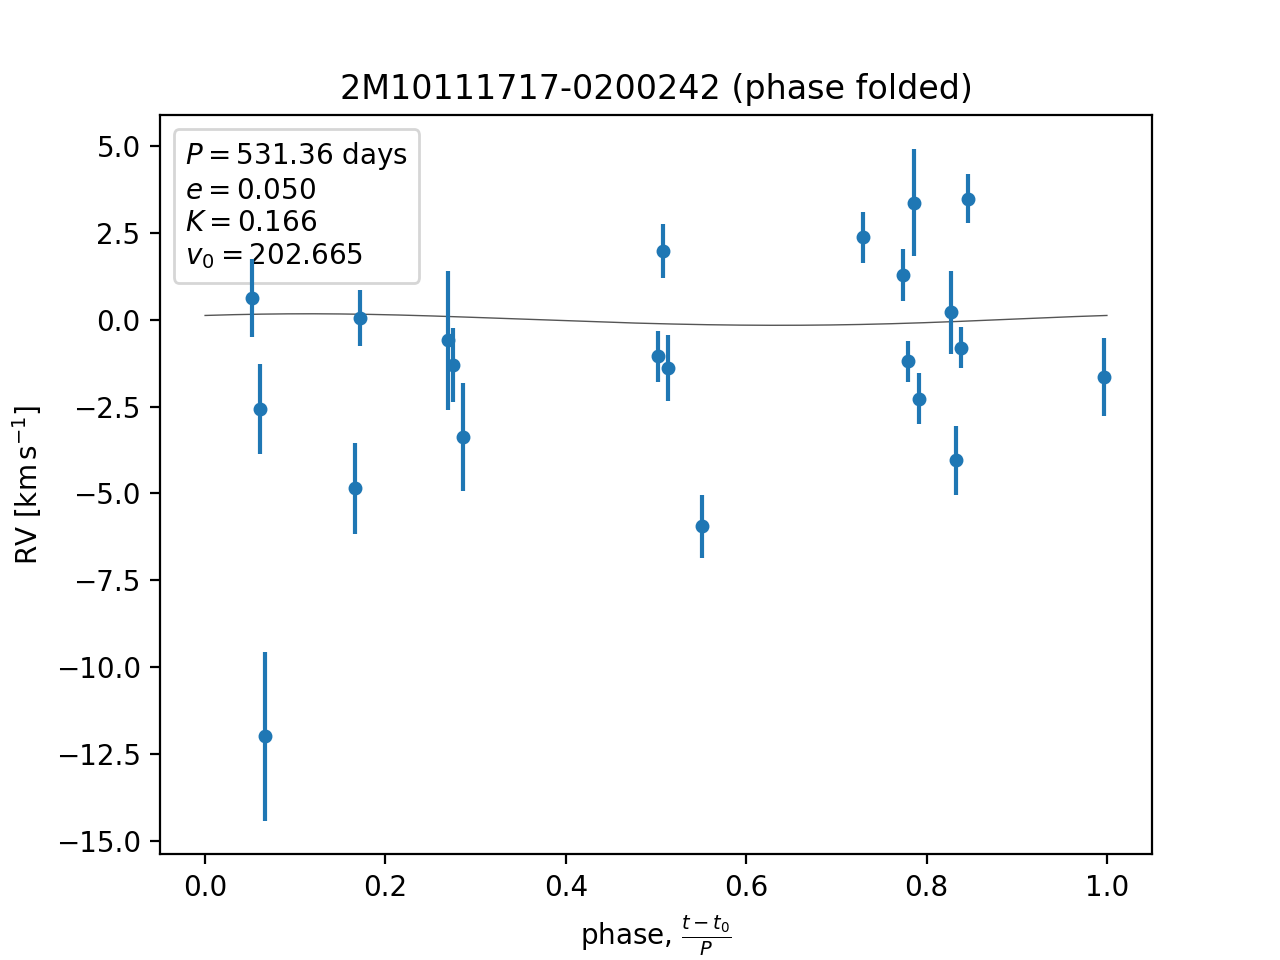 2M10111717-0200242 (phase folded)
P = 531.36 days
e = 0.050
K = 0.166
v₀ = 202.665
5.0
2.5
0.0
−2.5
−5.0
−7.5
−10.0
−12.5
−15.0
RV [km s⁻¹]
0.0 0.2 0.4 0.6 0.8 1.0
phase, (t − t₀)/P